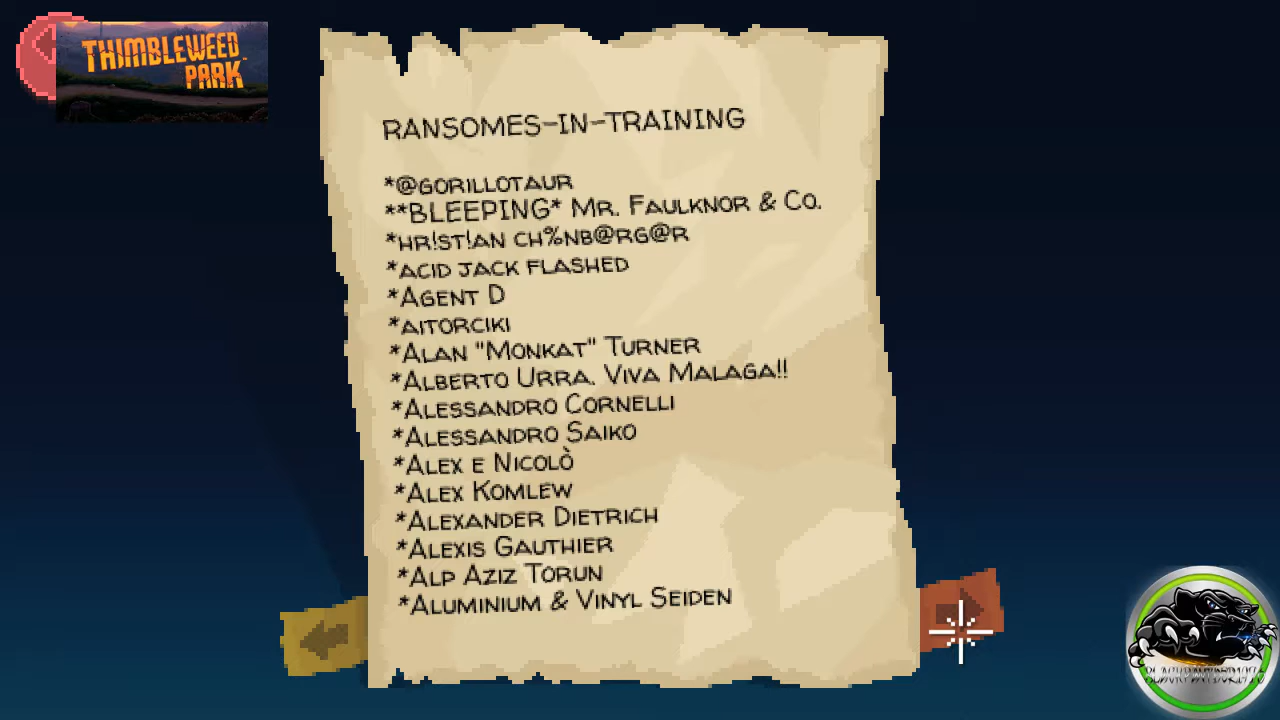 THIMBLEWEED
PARK
RANSOMES-IN-TRAINING
*@GORILLOTAUR
**BLEEPING* MR. FAULKNOR & CO.
*HR!ST!AN CH%NB@RG@R
*ACID JACK FLASHED
*AGENT D
*AITORCIKI
*ALAN "MONKAT" TURNER
*ALBERTO URRA. VIVA MALAGA!!
*ALESSANDRO CORNELLI
*ALESSANDRO SAIKO
*ALEX E NICOLÒ
*ALEX KOMLEW
*ALEXANDER DIETRICH
*ALEXIS GAUTHIER
*ALP AZIZ TORUN
*ALUMINIUM & VINYL SEIDEN